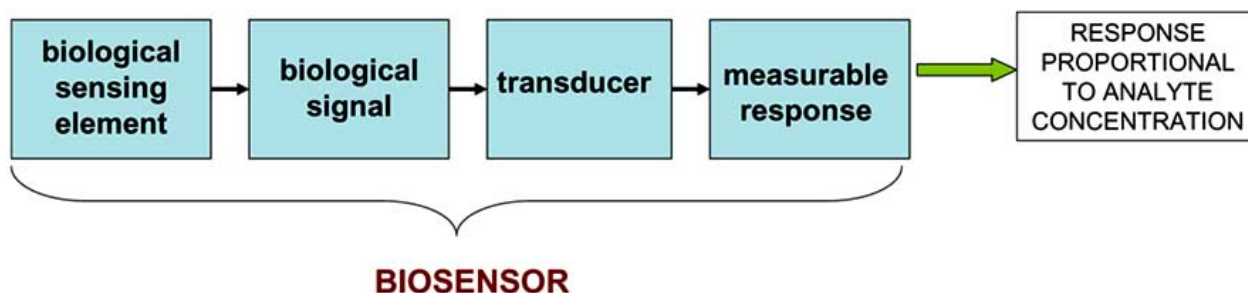 biological
sensing
element
biological
signal
transducer
measurable
response
RESPONSE
PROPORTIONAL
TO ANALYTE
CONCENTRATION
BIOSENSOR